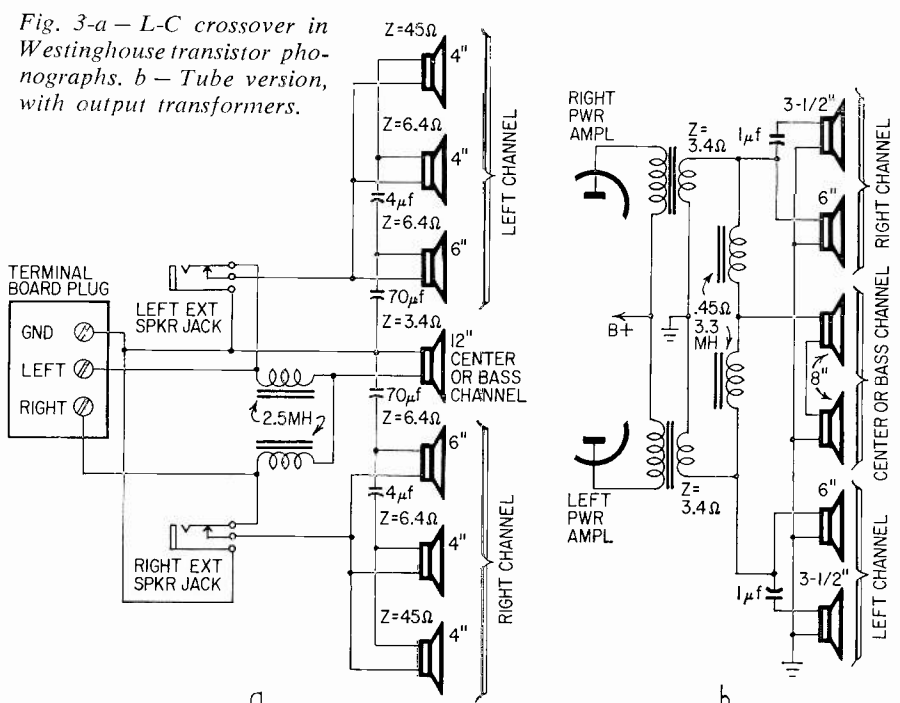 Fig. 3-a — L-C crossover in
Westinghouse transistor pho-
nographs. b — Tube version,
with output transformers.
Z=45Ω
4"
Z=6.4Ω
4"
4μf
Z=6.4Ω
6"
LEFT CHANNEL
70μf
Z=3.4Ω
12"
CENTER
OR BASS
CHANNEL
70μf
Z=6.4Ω
6"
4μf
Z=6.4Ω
4"
Z=45Ω
4"
RIGHT CHANNEL
TERMINAL
BOARD PLUG
GND
LEFT
RIGHT
LEFT EXT
SPKR JACK
2.5MH
RIGHT EXT
SPKR JACK
a
RIGHT
PWR
AMPL
Z=
3.4Ω
1μf
3-1/2"
6"
RIGHT CHANNEL
B+
.45Ω
3.3
MH
8"
CENTER OR BASS CHANNEL
LEFT
PWR
AMPL
Z=
3.4Ω
6"
1μf
3-1/2"
LEFT CHANNEL
b